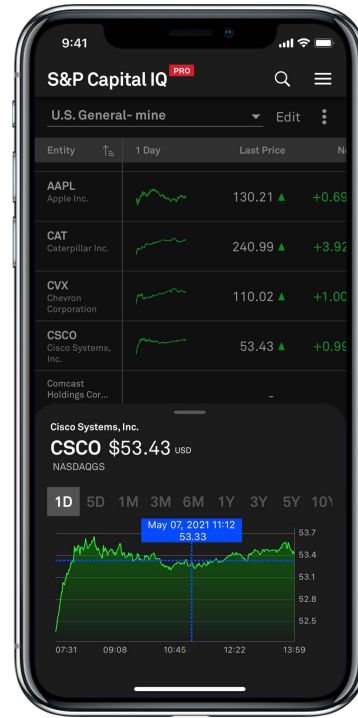 9:41
S&P Capital IQ PRO
U.S. General- mine Edit
Entity 1 Day Last Price
AAPL
Apple Inc. 130.21 ▲ +0.69
CAT
Caterpillar Inc. 240.99 ▲ +3.92
CVX
Chevron Corporation 110.02 ▲ +1.00
CSCO
Cisco Systems, Inc. 53.43 ▲ +0.99
Comcast
Holdings Cor... -
Cisco Systems, Inc.
CSCO $53.43 USD
NASDAQGS
1D 5D 1M 3M 6M 1Y 3Y 5Y 10Y
May 07, 2021 11:12
53.33
53.7
53.4
53.1
52.8
52.5
07:31 09:08 10:45 12:22 13:59